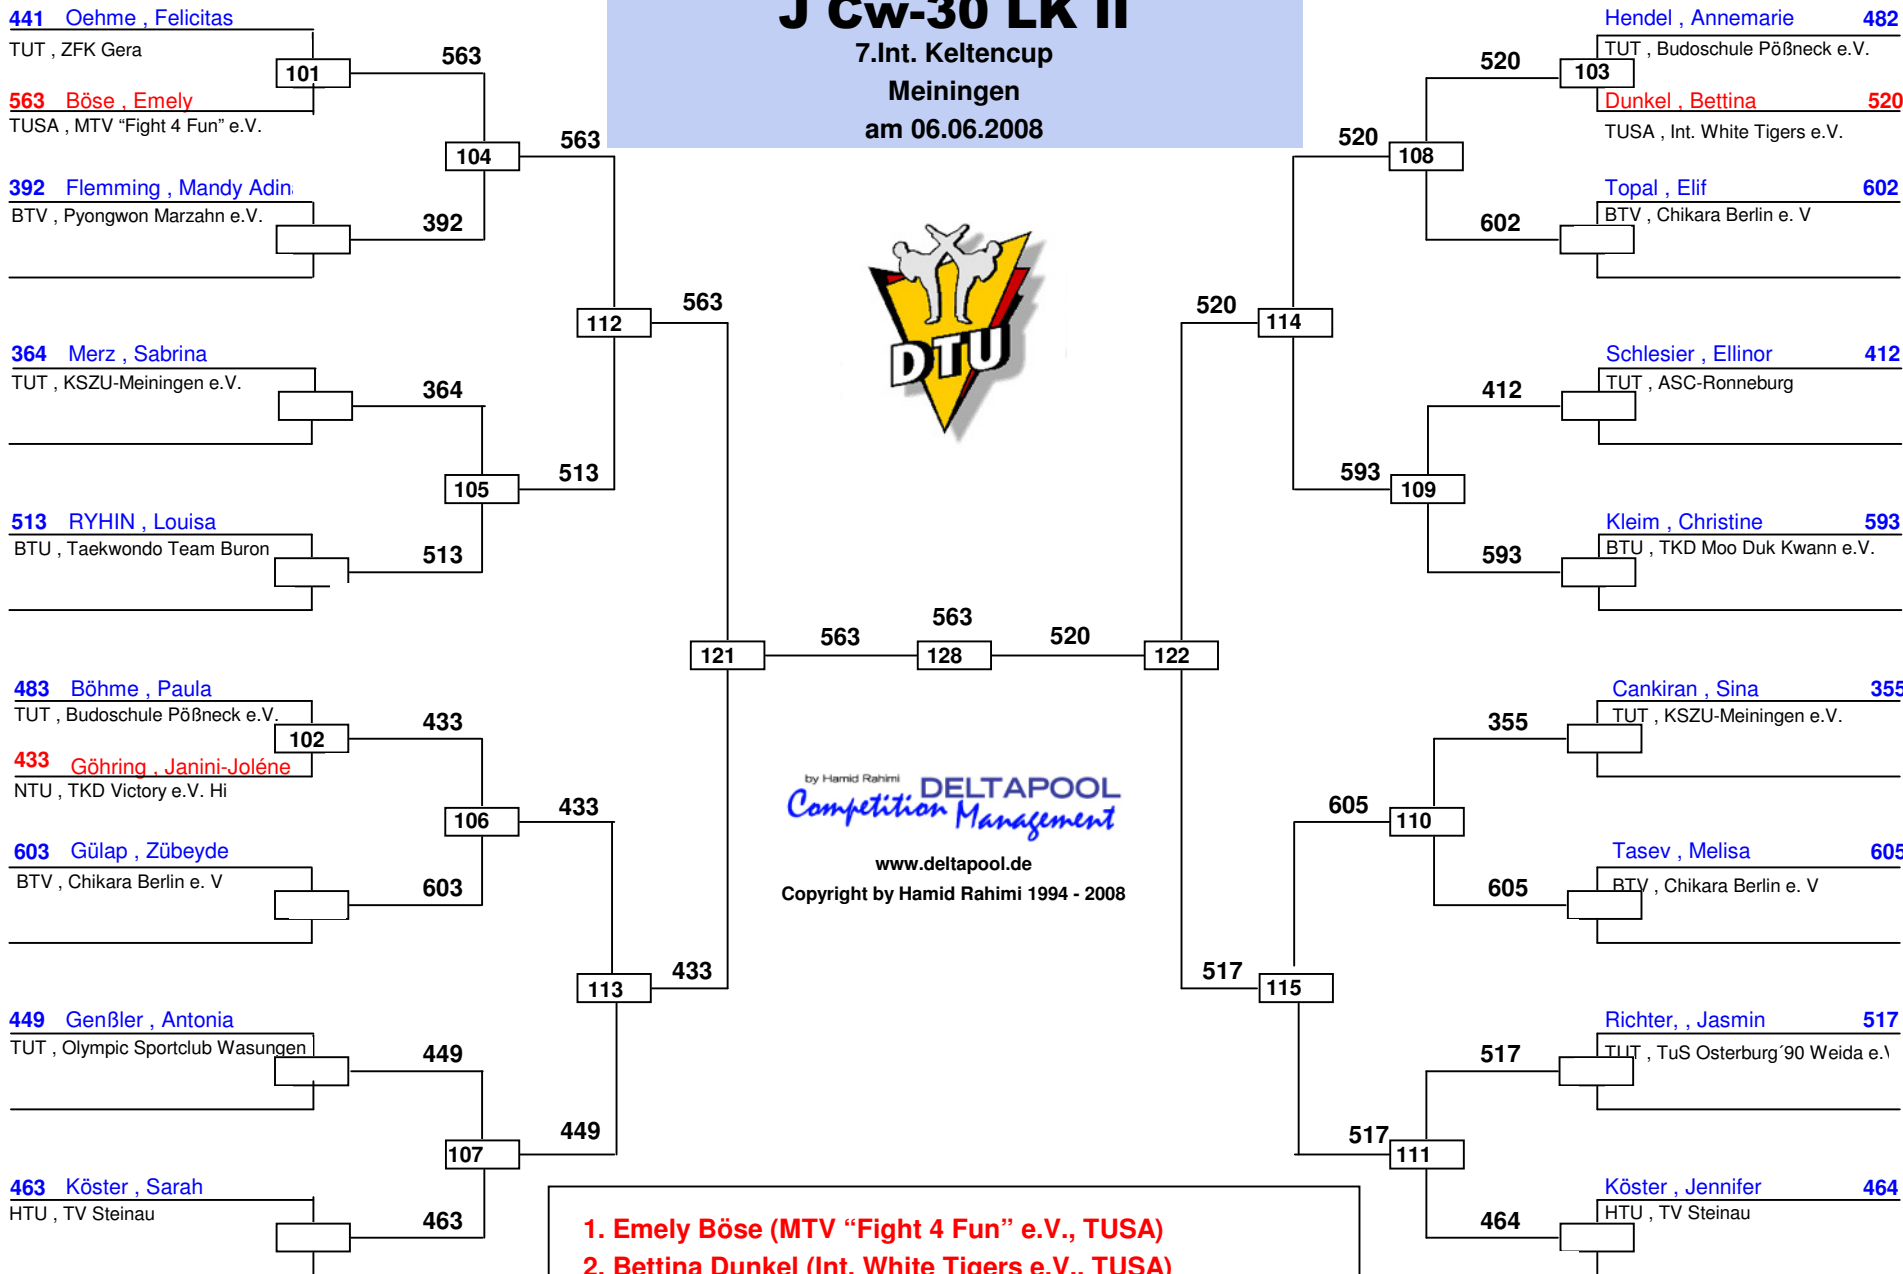 J Cw-30 LK II
7.Int. Keltencup
Meiningen
am 06.06.2008
441 Oehme , Felicitas
TUT , ZFK Gera
101
563
563 Böse , Emely
TUSA , MTV “Fight 4 Fun” e.V.
104
563
392 Flemming , Mandy Adin
BTV , Pyongwon Marzahn e.V.
392
112
563
364 Merz , Sabrina
TUT , KSZU-Meiningen e.V.
364
105
513
513 RYHIN , Louisa
BTU , Taekwondo Team Buron
513
121
563
483 Böhme , Paula
TUT , Budoschule Pößneck e.V.
102
433
433 Göhring , Janini-Joléne
NTU , TKD Victory e.V. Hi
106
433
603 Gülap , Zübeyde
BTV , Chikara Berlin e. V
603
113
433
449 Genßler , Antonia
TUT , Olympic Sportclub Wasungen
449
107
449
463 Köster , Sarah
HTU , TV Steinau
463
DTU
563
128
by Hamid Rahimi
DELTAPOOL
Competition Management
www.deltapool.de
Copyright by Hamid Rahimi 1994 - 2008
Hendel , Annemarie 482
TUT , Budoschule Pößneck e.V.
520
103
Dunkel , Bettina 520
TUSA , Int. White Tigers e.V.
520
108
Topal , Elif 602
BTV , Chikara Berlin e. V
602
520
114
Schlesier , Ellinor 412
TUT , ASC-Ronneburg
412
593
109
Kleim , Christine 593
BTU , TKD Moo Duk Kwann e.V.
593
520
122
Cankiran , Sina 355
TUT , KSZU-Meiningen e.V.
355
605
110
Tasev , Melisa 605
BTV , Chikara Berlin e. V
605
517
115
Richter, , Jasmin 517
TUT , TuS Osterburg´90 Weida e.V
517
517
111
Köster , Jennifer 464
HTU , TV Steinau
464
1. Emely Böse (MTV “Fight 4 Fun” e.V., TUSA)
2. Bettina Dunkel (Int. White Tigers e.V., TUSA)